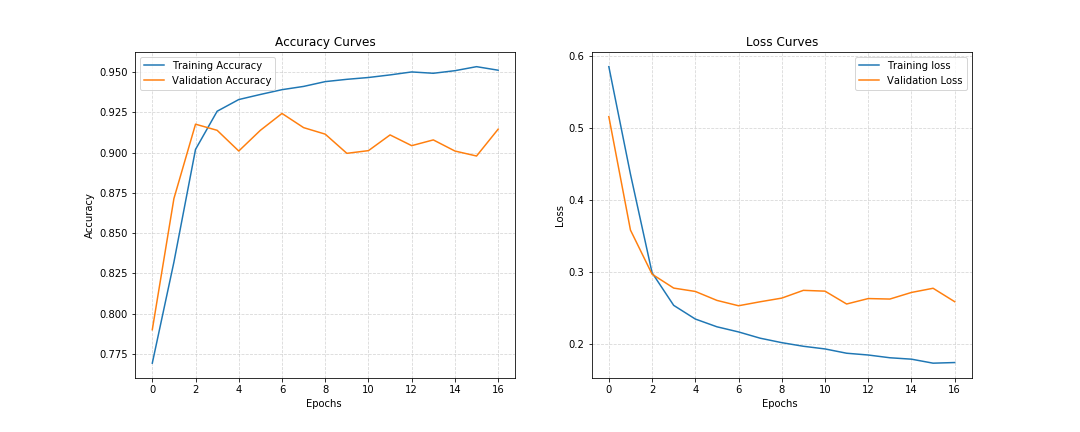 Accuracy Curves
Training Accuracy
Validation Accuracy
0.950
0.925
0.900
0.875
0.850
0.825
0.800
0.775
Accuracy
0 2 4 6 8 10 12 14 16
Epochs
Loss Curves
Training loss
Validation Loss
0.6
0.5
0.4
0.3
0.2
Loss
0 2 4 6 8 10 12 14 16
Epochs